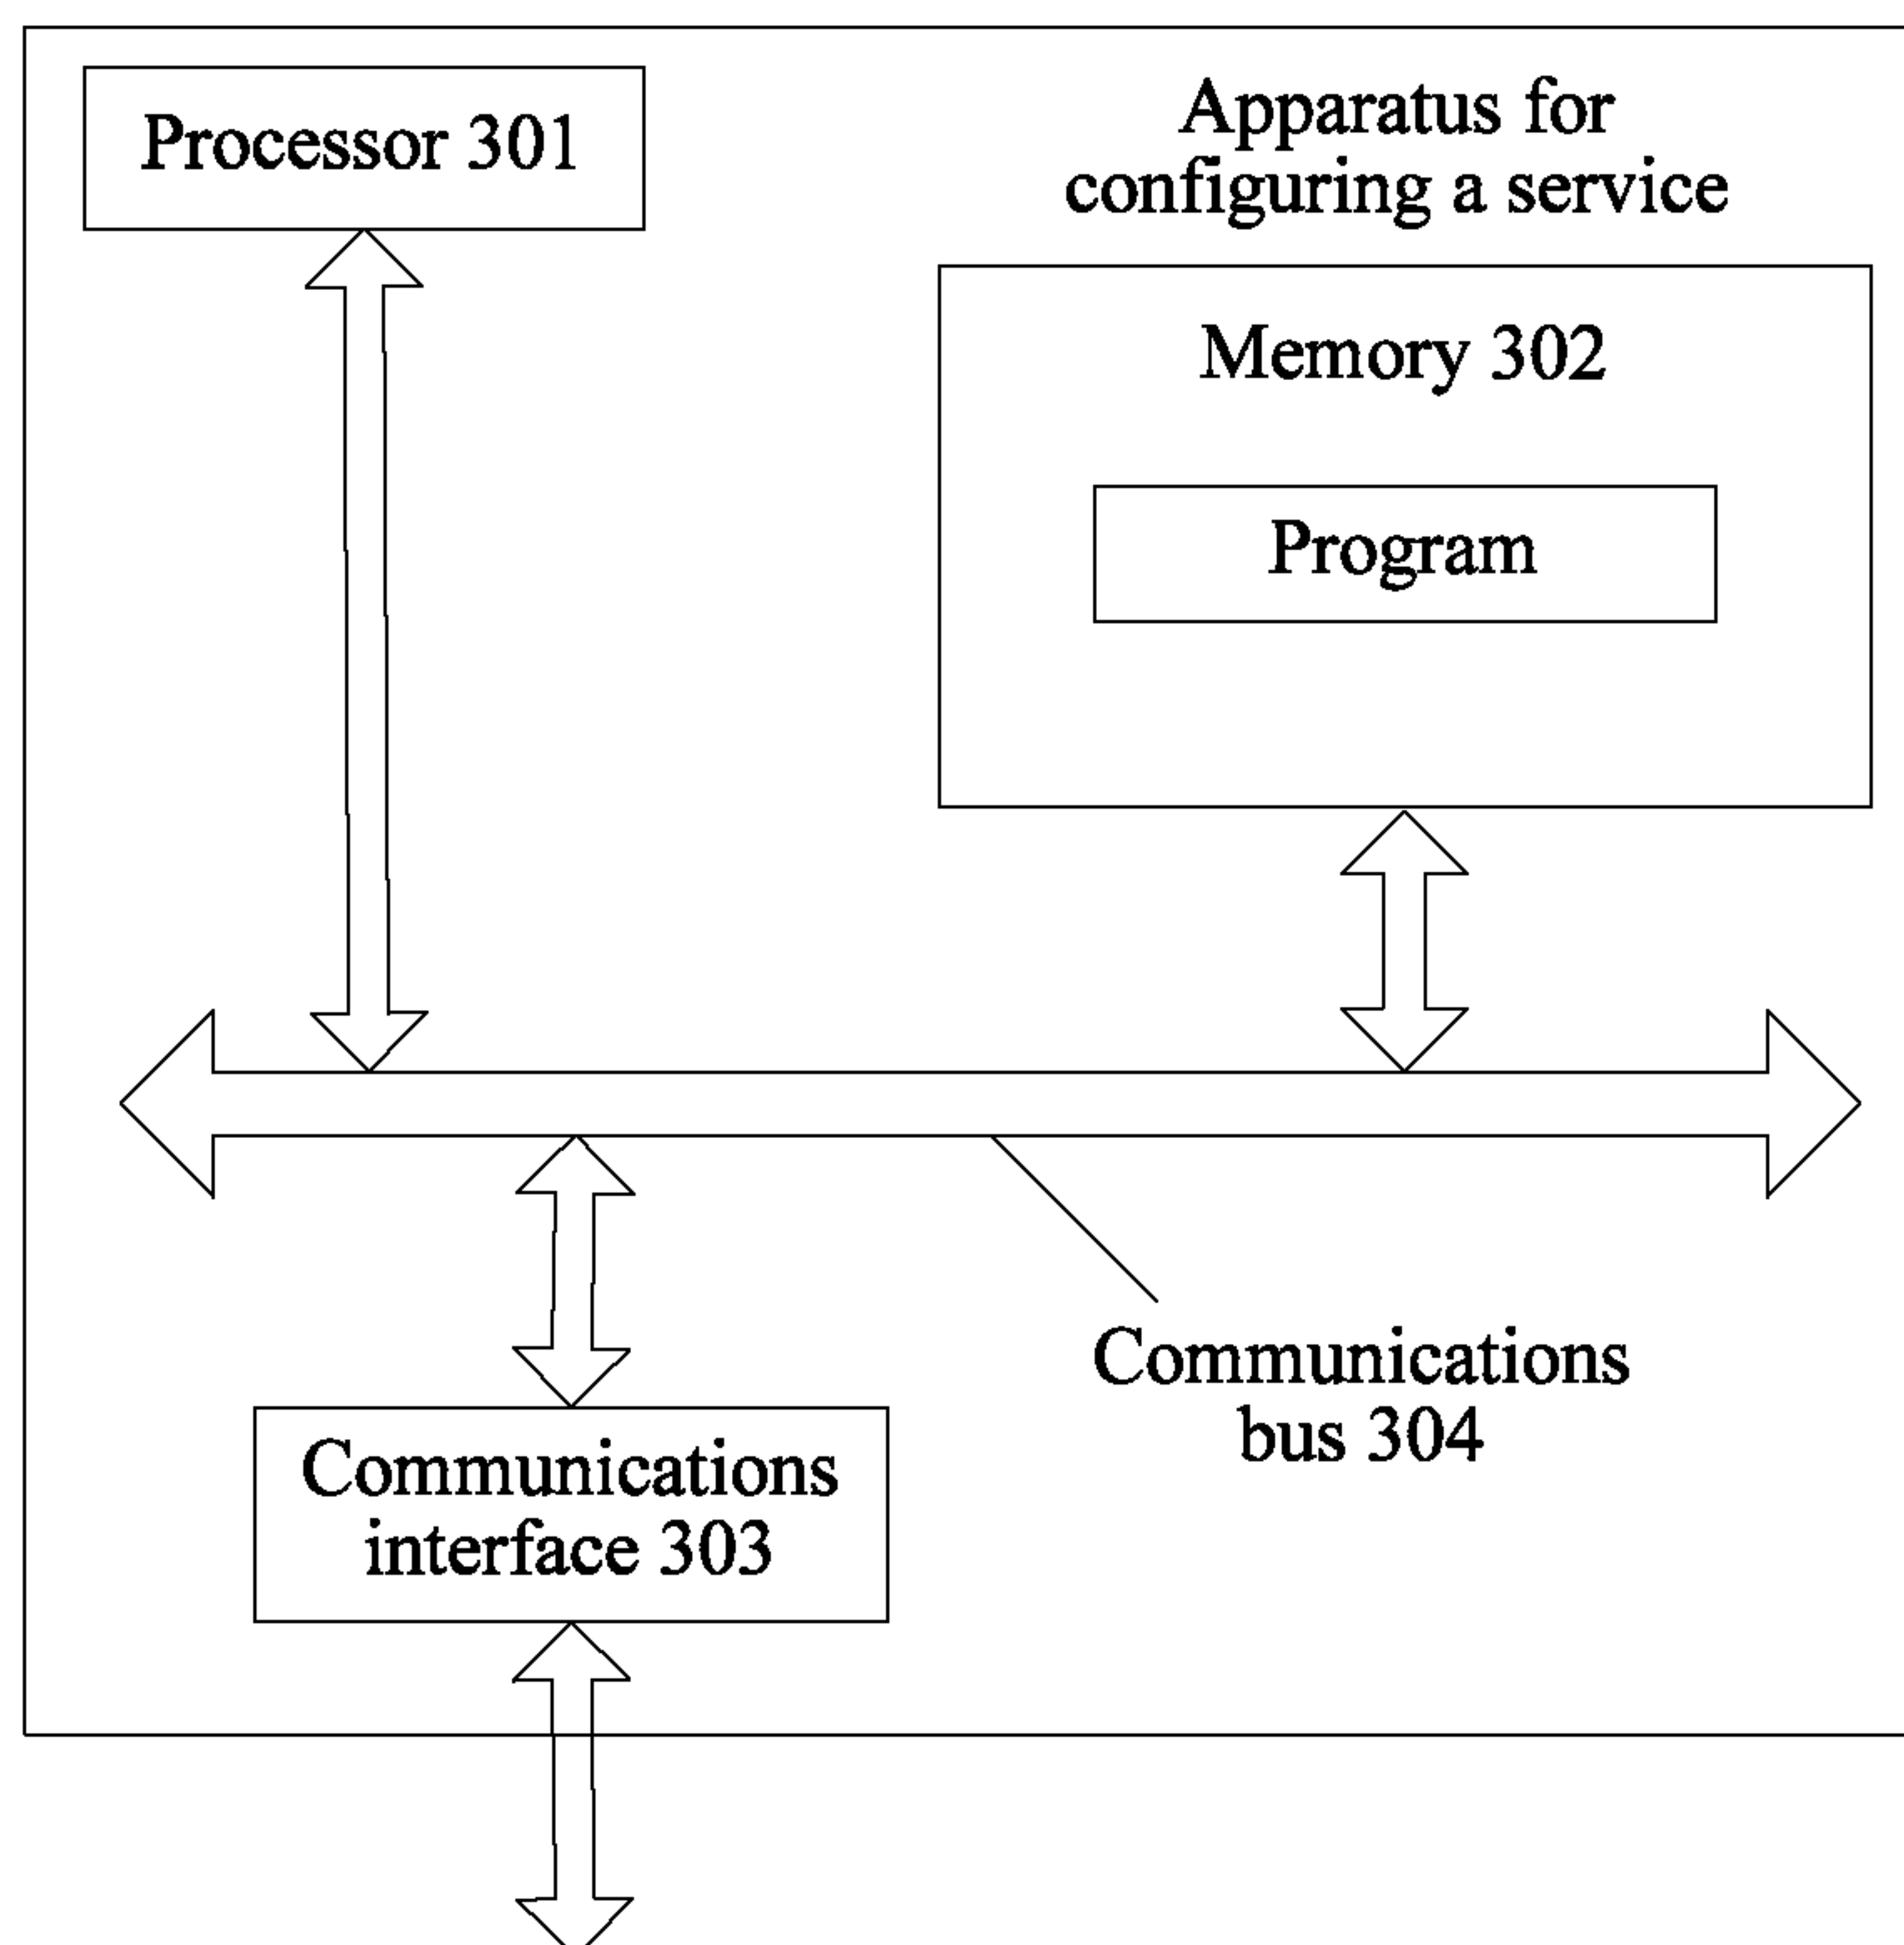 Processor 301
Apparatus for
configuring a service
Memory 302
Program
Communications
bus 304
Communications
interface 303